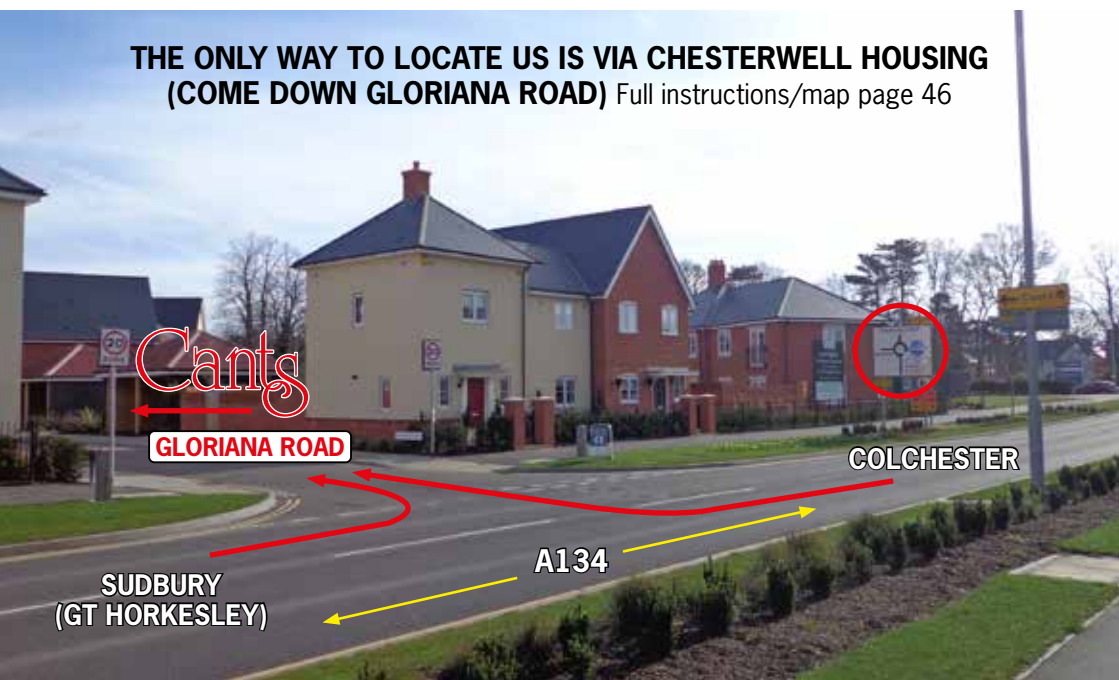 THE ONLY WAY TO LOCATE US IS VIA CHESTERWELL HOUSING
(COME DOWN GLORIANA ROAD) Full instructions/map page 46
20
Cants
GLORIANA ROAD
COLCHESTER
A134
SUDBURY
(GT HORKESLEY)